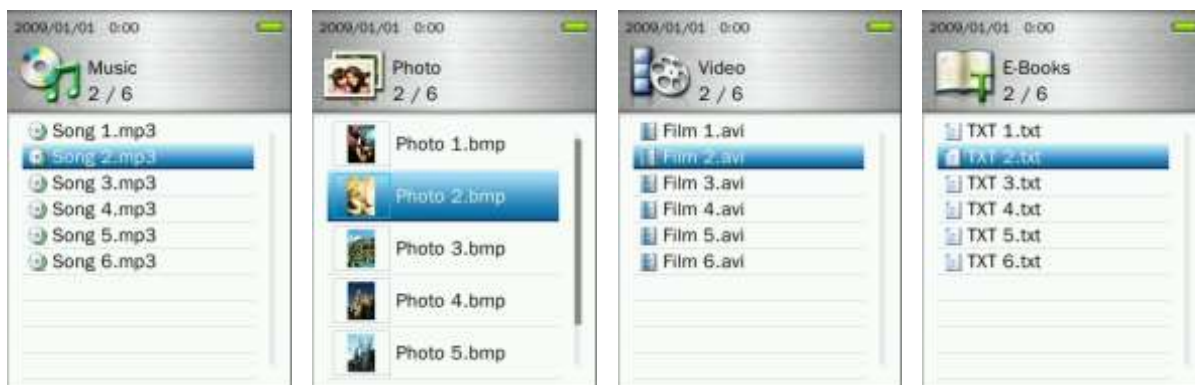 2009/01/01 0:00
Music
2 / 6
Song 1.mp3
Song 2.mp3
Song 3.mp3
Song 4.mp3
Song 5.mp3
Song 6.mp3
2009/01/01 0:00
Photo
2 / 6
Photo 1.bmp
Photo 2.bmp
Photo 3.bmp
Photo 4.bmp
Photo 5.bmp
2009/01/01 0:00
Video
2 / 6
Film 1.avi
Film 2.avi
Film 3.avi
Film 4.avi
Film 5.avi
Film 6.avi
2009/01/01 0:00
E-Books
2 / 6
TXT 1.txt
TXT 2.txt
TXT 3.txt
TXT 4.txt
TXT 5.txt
TXT 6.txt